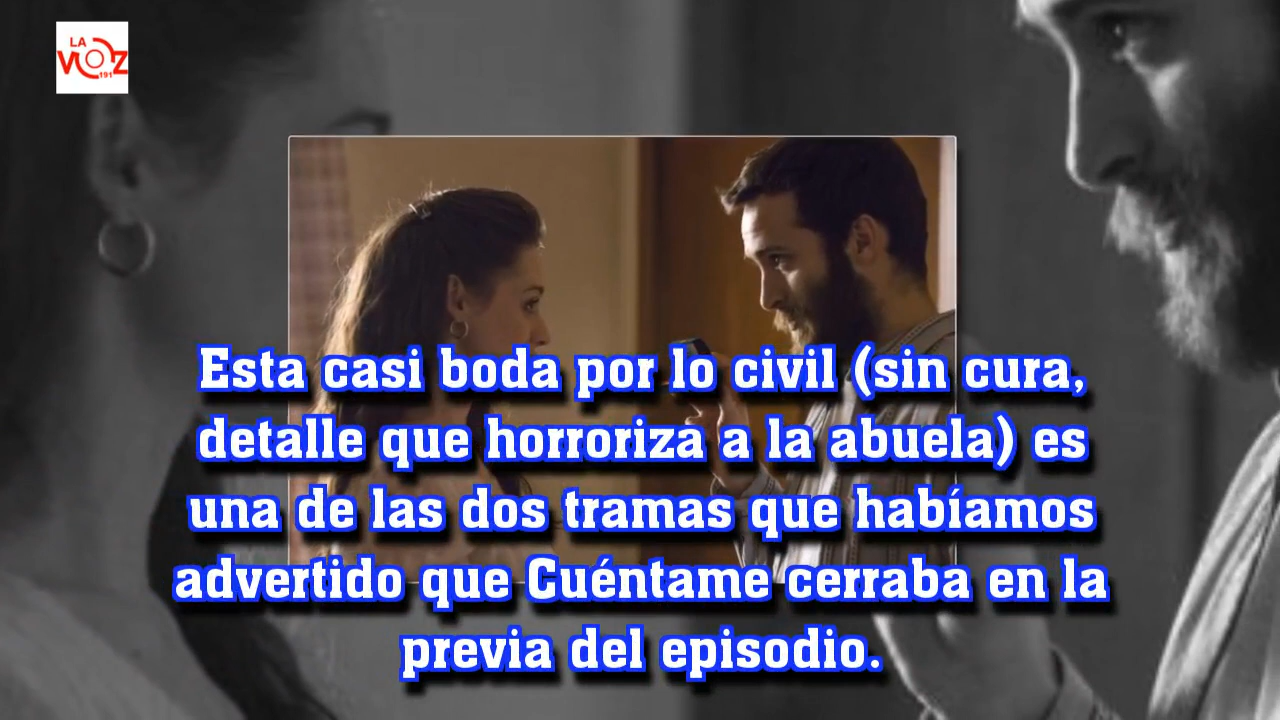 LA
VOZ
191
Esta casi boda por lo civil (sin cura,
detalle que horroriza a la abuela) es
una de las dos tramas que habíamos
advertido que Cuéntame cerraba en la
previa del episodio.